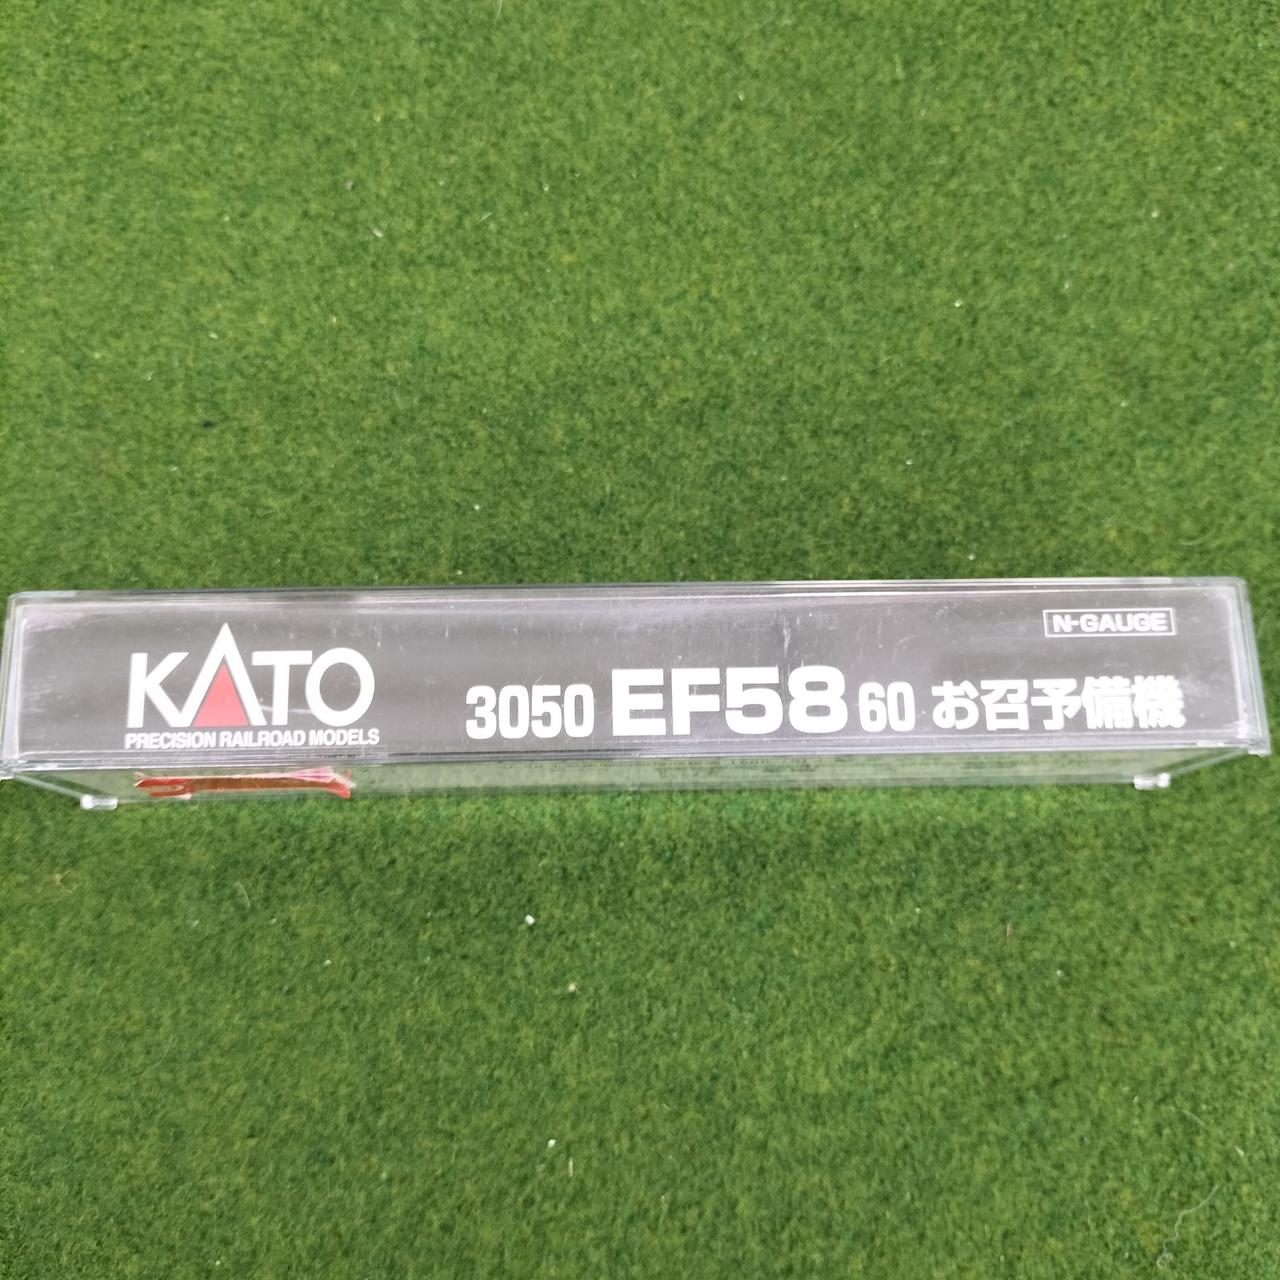 N-GAUGE
KATO
PRECISION RAILROAD MODELS
3050 EF58 60 お召予備機